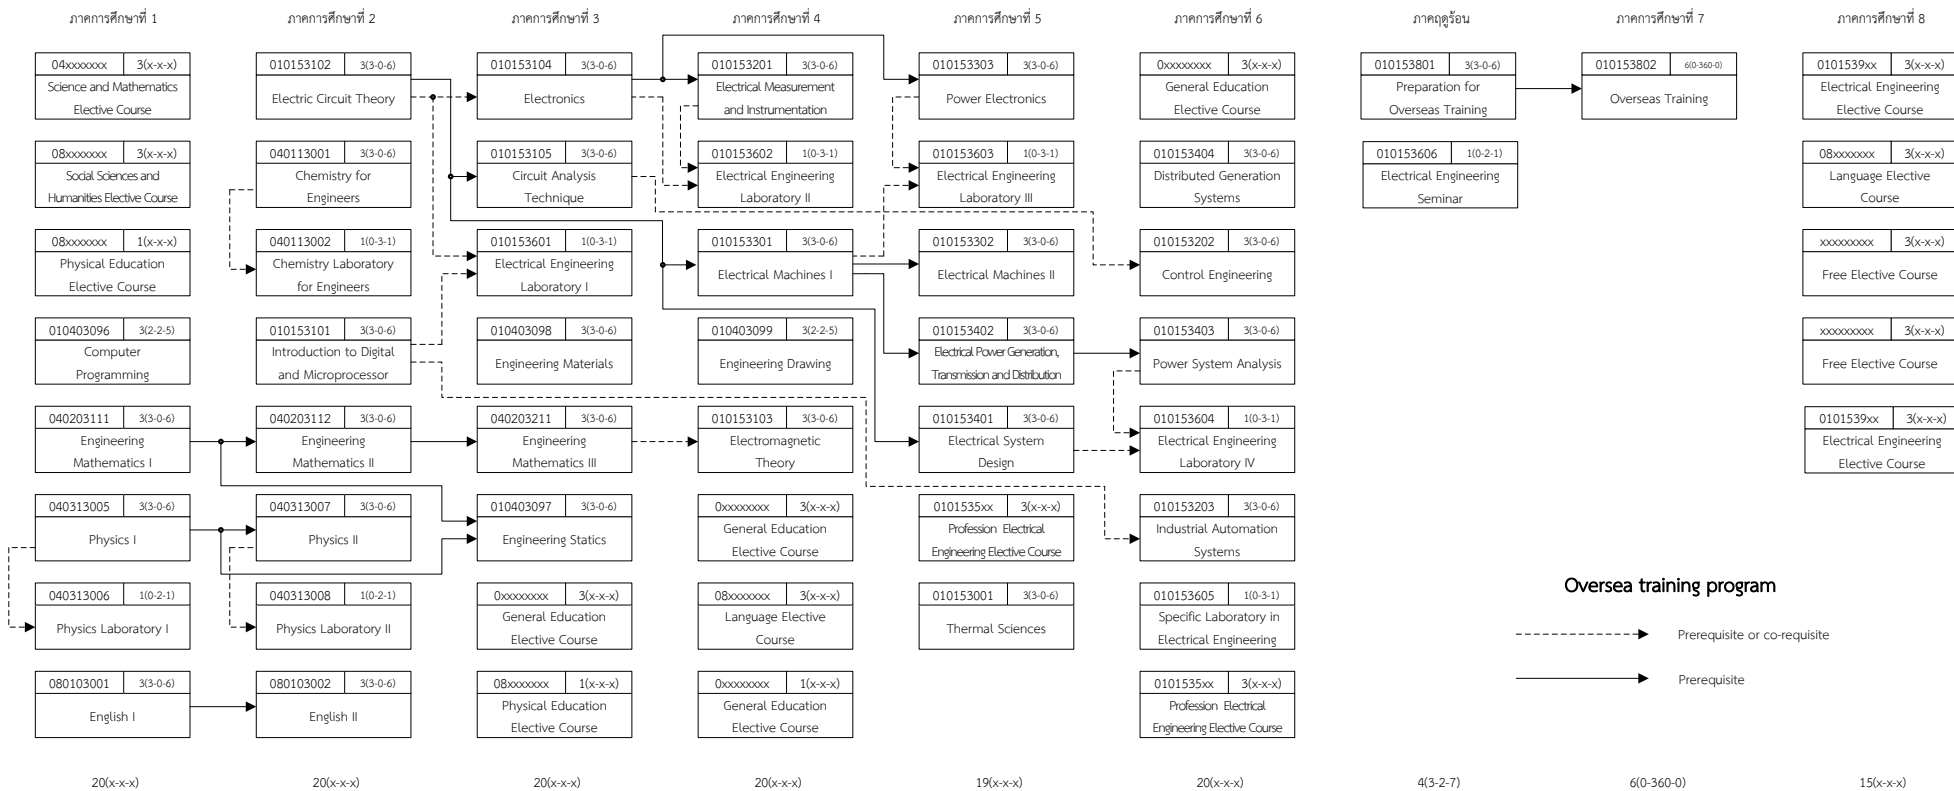 ภาคการศึกษาที่ 1
ภาคการศึกษาที่ 2
ภาคการศึกษาที่ 3
ภาคการศึกษาที่ 4
ภาคการศึกษาที่ 5
ภาคการศึกษาที่ 6
ภาคฤดูร้อน
ภาคการศึกษาที่ 7
ภาคการศึกษาที่ 8
04xxxxxxx 3(x-x-x)
Science and Mathematics
Elective Course
08xxxxxxx 3(x-x-x)
Social Sciences and
Humanities Elective Course
08xxxxxxx 1(x-x-x)
Physical Education
Elective Course
010403096 3(2-2-5)
Computer
Programming
040203111 3(3-0-6)
Engineering
Mathematics I
040313005 3(3-0-6)
Physics I
040313006 1(0-2-1)
Physics Laboratory I
080103001 3(3-0-6)
English I
20(x-x-x)
010153102 3(3-0-6)
Electric Circuit Theory
040113001 3(3-0-6)
Chemistry for
Engineers
040113002 1(0-3-1)
Chemistry Laboratory
for Engineers
010153101 3(3-0-6)
Introduction to Digital
and Microprocessor
040203112 3(3-0-6)
Engineering
Mathematics II
040313007 3(3-0-6)
Physics II
040313008 1(0-2-1)
Physics Laboratory II
080103002 3(3-0-6)
English II
20(x-x-x)
010153104 3(3-0-6)
Electronics
010153105 3(3-0-6)
Circuit Analysis
Technique
010153601 1(0-3-1)
Electrical Engineering
Laboratory I
010403098 3(3-0-6)
Engineering Materials
040203211 3(3-0-6)
Engineering
Mathematics III
010403097 3(3-0-6)
Engineering Statics
0xxxxxxxx 3(x-x-x)
General Education
Elective Course
08xxxxxxx 1(x-x-x)
Physical Education
Elective Course
20(x-x-x)
010153201 3(3-0-6)
Electrical Measurement
and Instrumentation
010153602 1(0-3-1)
Electrical Engineering
Laboratory II
010153301 3(3-0-6)
Electrical Machines I
010403099 3(2-2-5)
Engineering Drawing
010153103 3(3-0-6)
Electromagnetic
Theory
0xxxxxxxx 3(x-x-x)
General Education
Elective Course
08xxxxxxx 3(x-x-x)
Language Elective
Course
0xxxxxxxx 1(x-x-x)
General Education
Elective Course
20(x-x-x)
010153303 3(3-0-6)
Power Electronics
010153603 1(0-3-1)
Electrical Engineering
Laboratory III
010153302 3(3-0-6)
Electrical Machines II
010153402 3(3-0-6)
Electrical Power Generation,
Transmission and Distribution
010153401 3(3-0-6)
Electrical System
Design
0101535xx 3(x-x-x)
Profession Electrical
Engineering Elective Course
010153001 3(3-0-6)
Thermal Sciences
19(x-x-x)
0xxxxxxxx 3(x-x-x)
General Education
Elective Course
010153404 3(3-0-6)
Distributed Generation
Systems
010153202 3(3-0-6)
Control Engineering
010153403 3(3-0-6)
Power System Analysis
010153604 1(0-3-1)
Electrical Engineering
Laboratory IV
010153203 3(3-0-6)
Industrial Automation
Systems
010153605 1(0-3-1)
Specific Laboratory in
Electrical Engineering
0101535xx 3(x-x-x)
Profession Electrical
Engineering Elective Course
20(x-x-x)
010153801 3(3-0-6)
Preparation for
Overseas Training
010153606 1(0-2-1)
Electrical Engineering
Seminar
4(3-2-7)
010153802 6(0-360-0)
Overseas Training
6(0-360-0)
0101539xx 3(x-x-x)
Electrical Engineering
Elective Course
08xxxxxxx 3(x-x-x)
Language Elective
Course
xxxxxxxxx 3(x-x-x)
Free Elective Course
xxxxxxxxx 3(x-x-x)
Free Elective Course
0101539xx 3(x-x-x)
Electrical Engineering
Elective Course
15(x-x-x)
Oversea training program
Prerequisite or co-requisite
Prerequisite